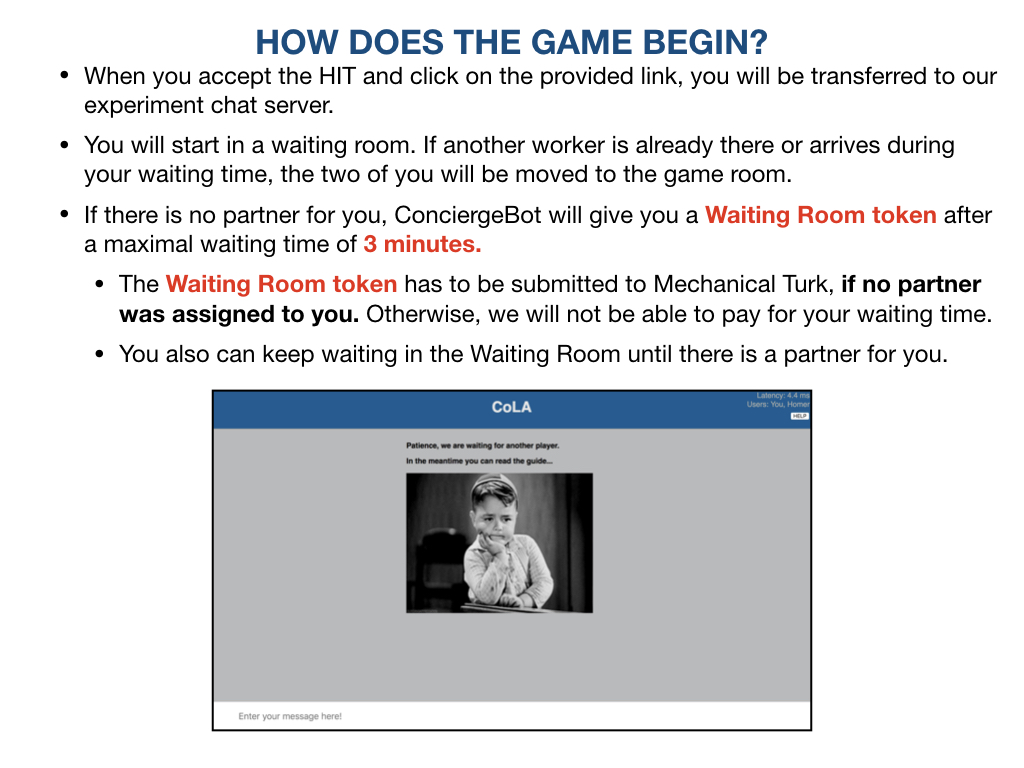 HOW DOES THE GAME BEGIN?
• When you accept the HIT and click on the provided link, you will be transferred to our
experiment chat server.
• You will start in a waiting room. If another worker is already there or arrives during
your waiting time, the two of you will be moved to the game room.
• If there is no partner for you, ConciergeBot will give you a Waiting Room token after
a maximal waiting time of 3 minutes.
• The Waiting Room token has to be submitted to Mechanical Turk, if no partner
was assigned to you. Otherwise, we will not be able to pay for your waiting time.
• You also can keep waiting in the Waiting Room until there is a partner for you.
CoLA
Latency: 4.4 ms
Users: You, Homer
HELP
Patience, we are waiting for another player.
In the meantime you can read the guide...
Enter your message here!